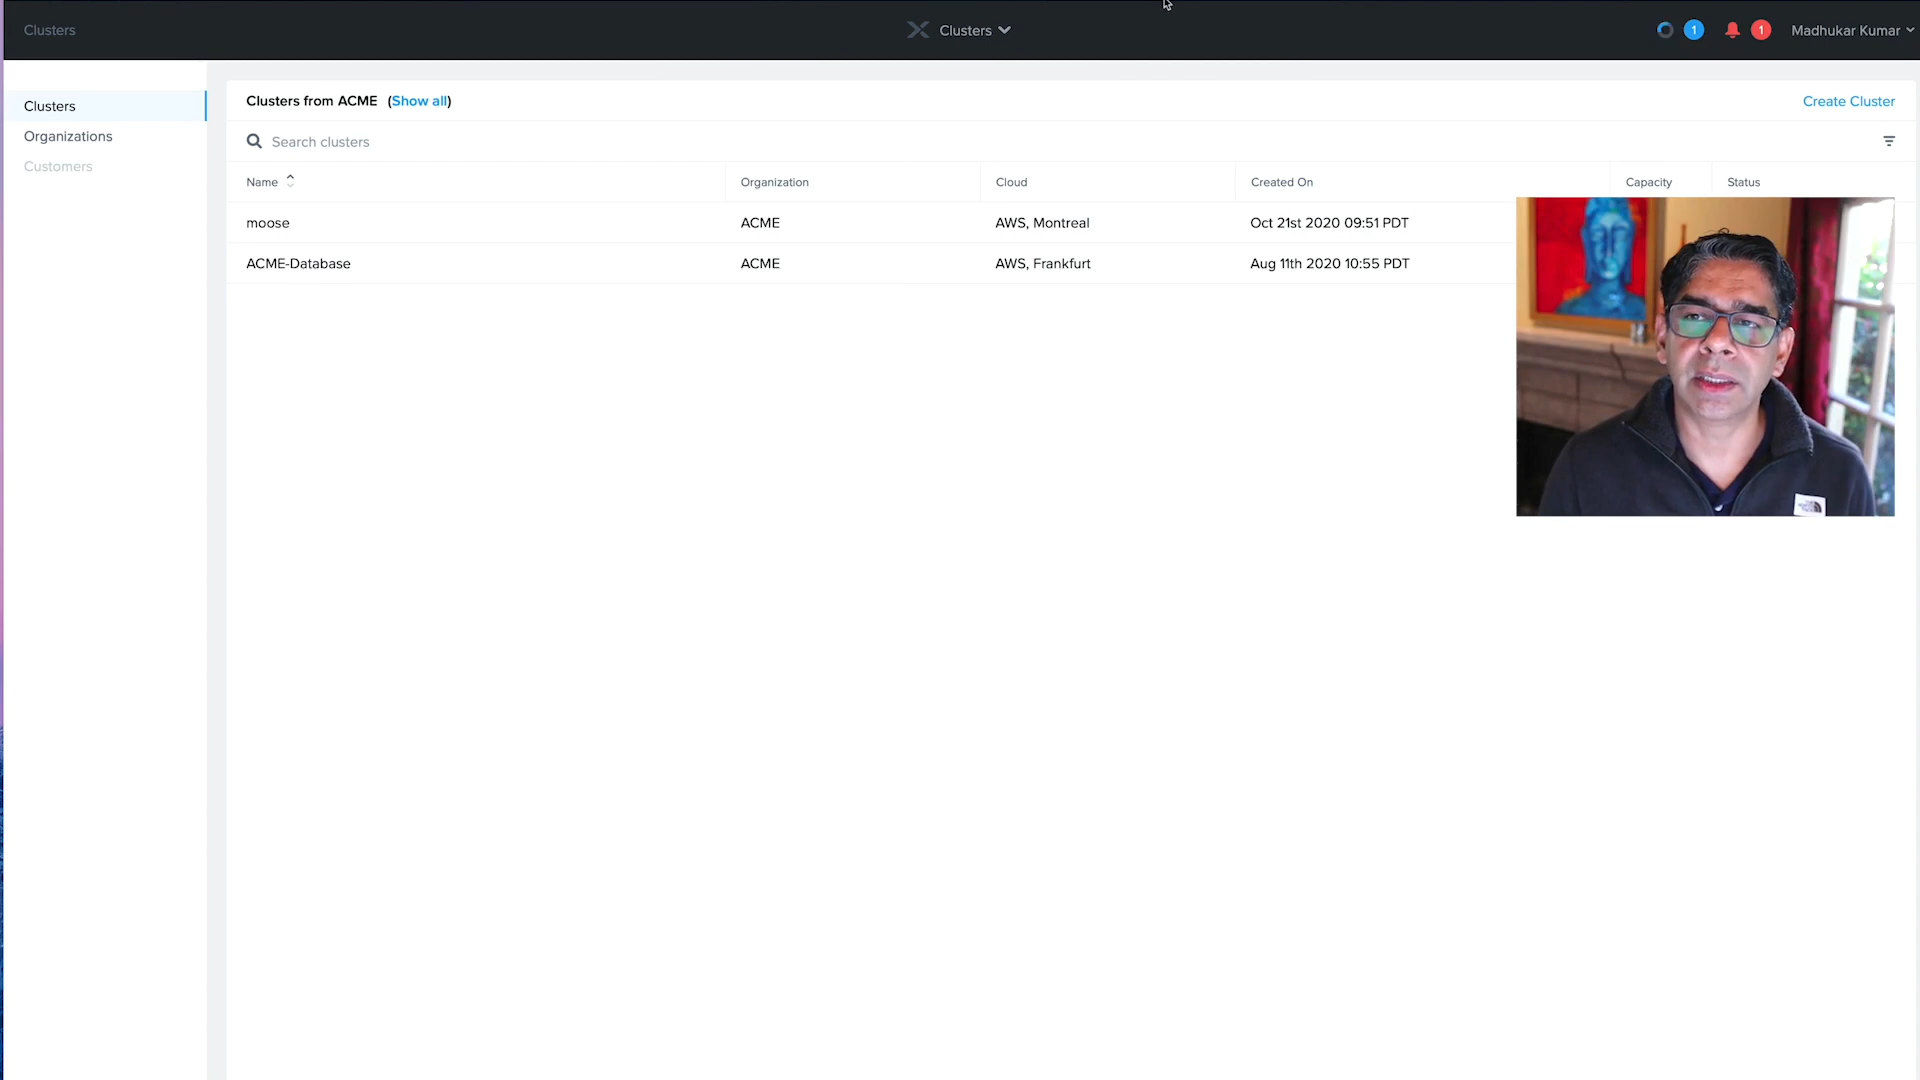 Clusters
Clusters
1
1
Madhukar Kumar
Clusters
Organizations
Customers
Clusters from ACME (Show all)
Create Cluster
Search clusters
Name Organization Cloud Created On Capacity Status
moose ACME AWS, Montreal Oct 21st 2020 09:51 PDT
ACME-Database ACME AWS, Frankfurt Aug 11th 2020 10:55 PDT